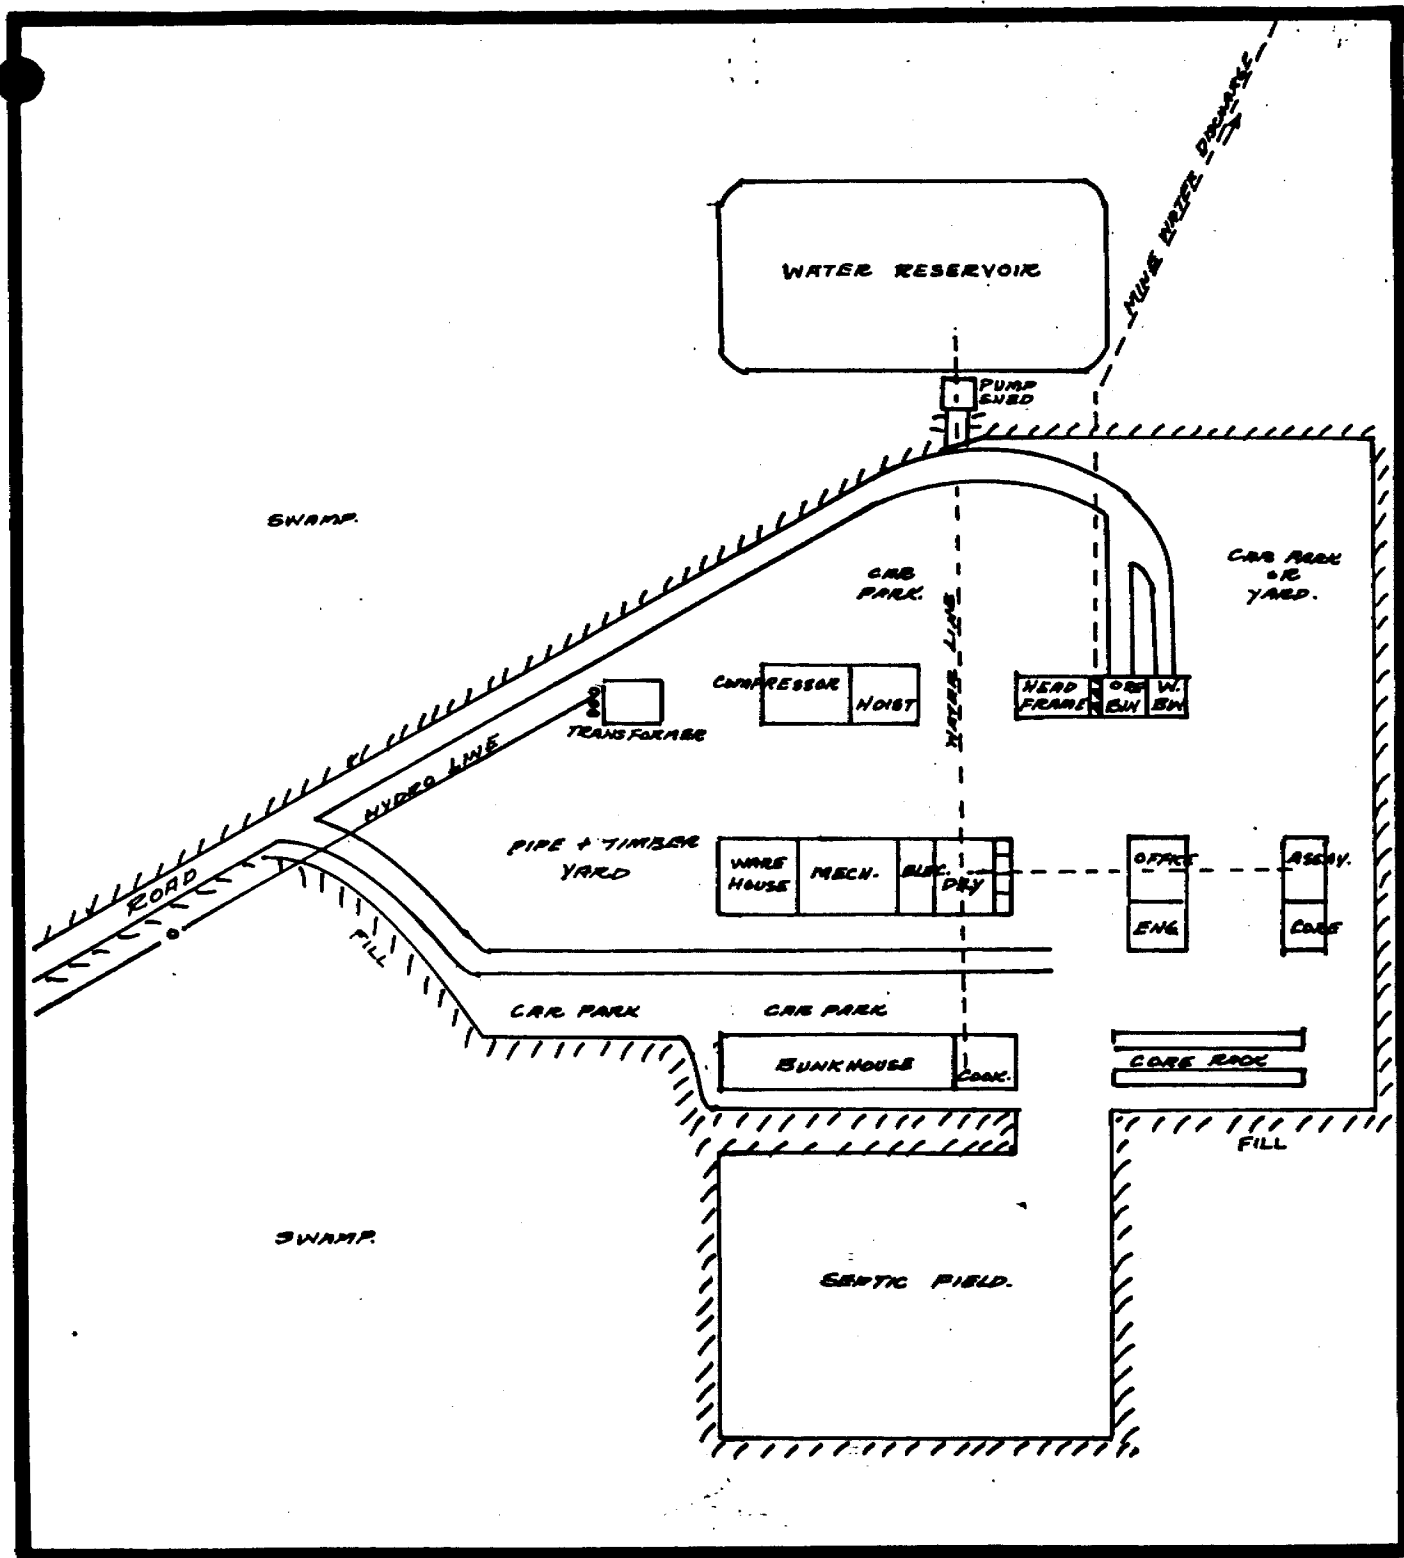 MINE WATER DISCHARGE
WATER RESERVOIR
PUMP
SHED
SWAMP.
CAR
PARK.
CAR PARK
OR
YARD.
WATER LINE
COMPRESSOR
HOIST
HEAD
FRAME
ORE
BIN
W.
BIN
TRANSFORMER
HYDRO LINE
PIPE + TIMBER
YARD
WARE
HOUSE
MECH.
ELEC.
DRY
OFFICE
ASSAY.
ROAD
FILL
ENG.
CORE
CAR PARK
CAR PARK
BUNKHOUSE
COOK.
CORE RACK
FILL
SWAMP.
SEPTIC FIELD.